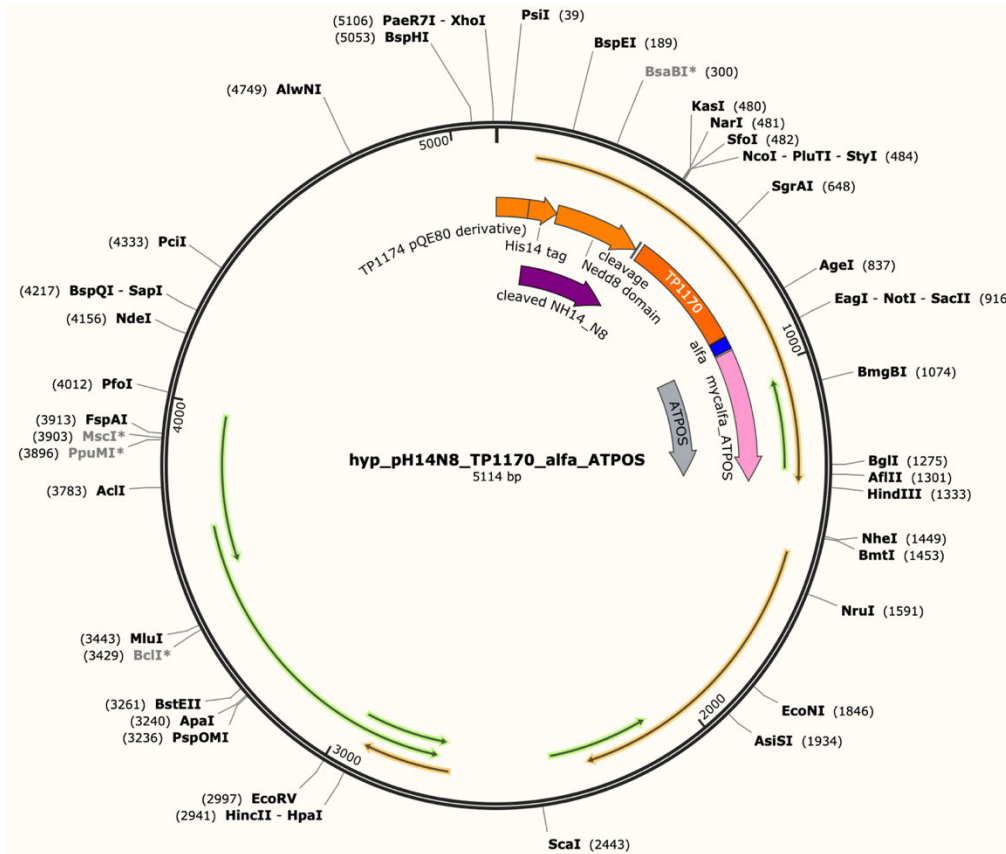 (5106) PaeR7I - XhoI
(5053) BspHI
PsiI (39)
BspEI (189)
BsaBI* (300)
(4749) AlwNI
KasI (480)
NarI (481)
SfoI (482)
NcoI - PluTI - StyI (484)
SgrAI (648)
AgeI (837)
EagI - NotI - SacII (916
BmgBI (1074)
BglI (1275)
AflII (1301)
HindIII (1333)
NheI (1449)
BmtI (1453)
NruI (1591)
EcoNI (1846)
AsiSI (1934)
ScaI (2443)
(2941) HincII - HpaI
(2997) EcoRV
(3236) PspOMI
(3240) ApaI
(3261) BstEII
(3429) BclI*
(3443) MluI
(3783) AclI
(3896) PpuMI*
(3903) MscI*
(3913) FspAI
(4012) PfoI
(4156) NdeI
(4217) BspQI - SapI
(4333) PciI
5000
1000
2000
3000
4000
TP1174 pQE80 derivative)
His14 tag
Nedd8 domain
cleavage
cleaved NH14_N8
TP1170
alfa
mycalfa_ATPOS
ATPOS
hyp_pH14N8_TP1170_alfa_ATPOS
5114 bp